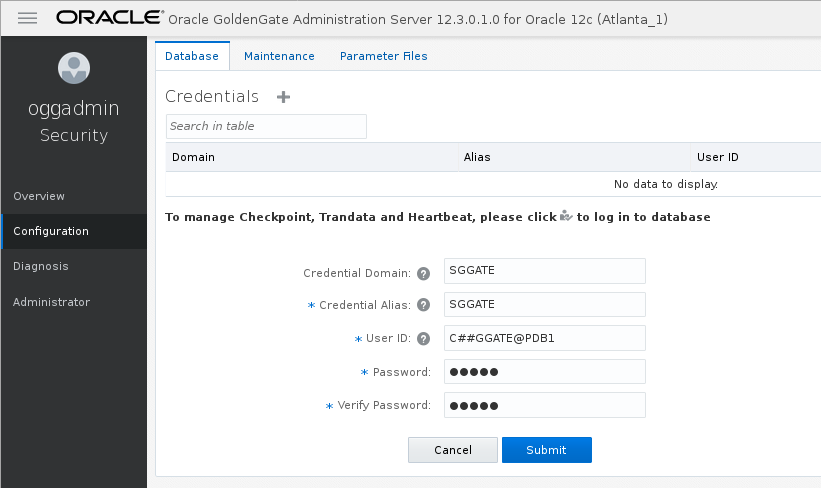 ORACLE® Oracle GoldenGate Administration Server 12.3.0.1.0 for Oracle 12c (Atlanta_1)
oggadmin
Security
Overview
Configuration
Diagnosis
Administrator
Database Maintenance Parameter Files
Credentials +
Search in table
Domain Alias User ID
No data to display.
To manage Checkpoint, Trandata and Heartbeat, please click to log in to database
Credential Domain: ? SGGATE
* Credential Alias: ? SGGATE
* User ID: ? C##GGATE@PDB1
* Password: ●●●●●
* Verify Password: ●●●●●
Cancel Submit